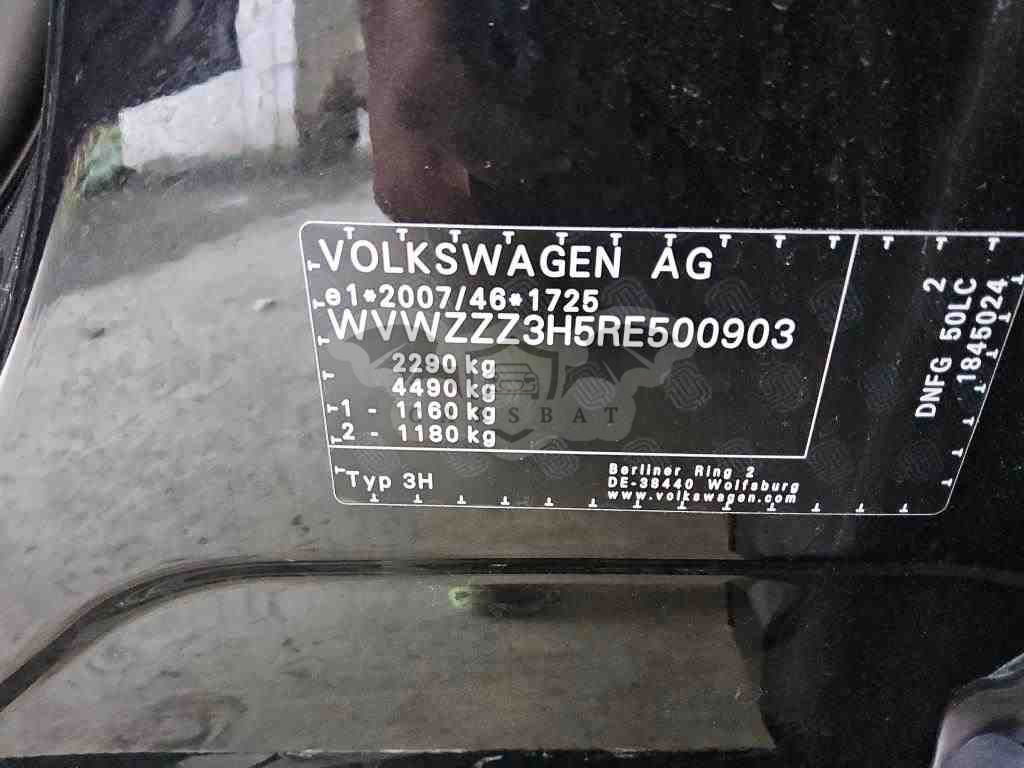 VOLKSWAGEN AG
e1*2007/46*1725
WVWZZZ3H5RE500903
2290 kg
4490 kg
1 - 1160 kg
2 - 1180 kg
Typ 3H
Berliner Ring 2
DE-38440 Wolfsburg
www.volkswagen.com
2
DNFG 50LC
1845024